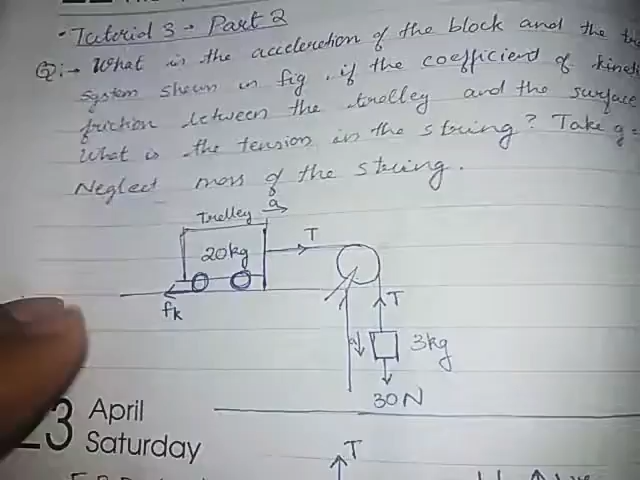 • Tutorial 3 → Part 2
Q:→ What is the acceleration of the block and the
system shown in fig, if the coefficient of
friction between the trolley and the surface
What is the tension in the string? Take g =
Neglect mass of the string.
Trolley a
20kg
T
fk
T
a
3kg
30N
23 April
Saturday
T